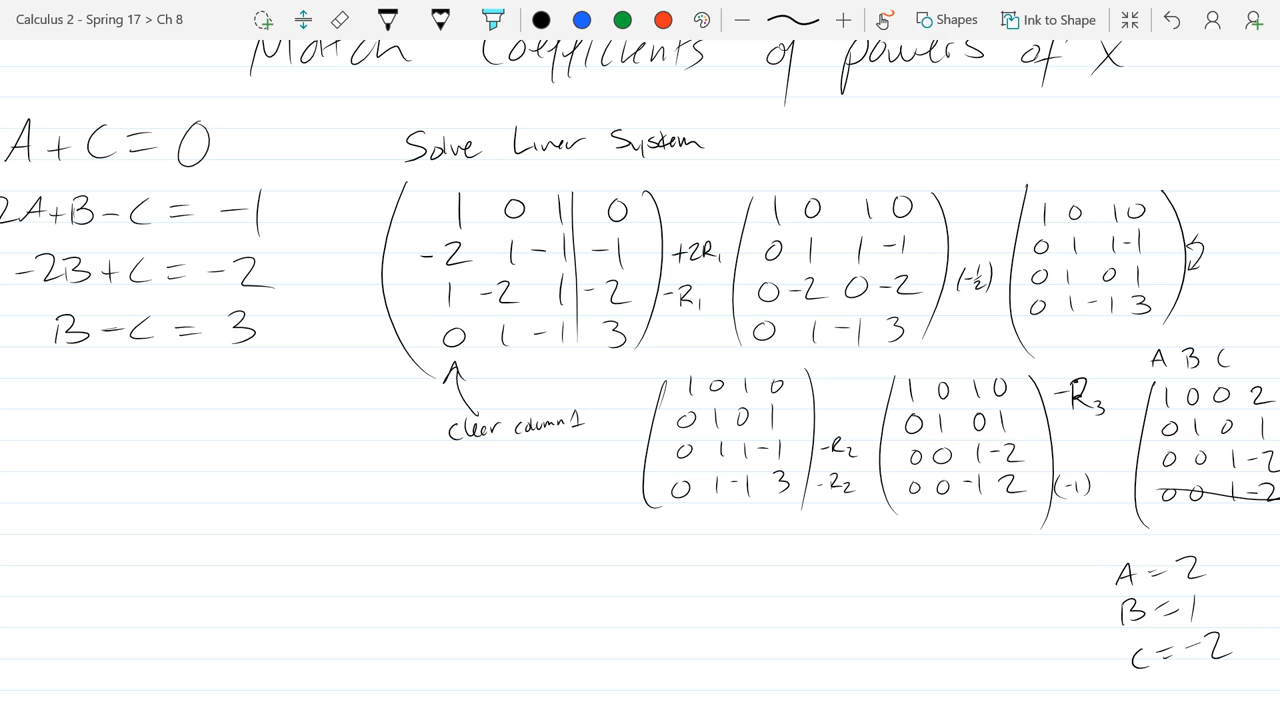 Calculus 2 - Spring 17 > Ch 8
Shapes
Ink to Shape
Match Coefficients of powers of x
A + C = 0
2A+B-C = -1
-2B+C = -2
B-C = 3
Solve Liner System
1 0 1 | 0
-2 1 -1 | -1 +2R1
1 -2 1 | -2 -R1
0 1 -1 | 3
clear column 1
1 0 1 0
0 1 1 -1
0 -2 0 -2 (-1/2)
0 1 -1 3
1 0 1 0
0 1 1 -1
0 1 0 1
0 1 -1 3
1 0 1 0
0 1 0 1
0 1 1 -1 -R2
0 1 -1 3 -R2
1 0 1 0 -R3
0 1 0 1
0 0 1 -2
0 0 -1 2 (-1)
A B C
1 0 0 2
0 1 0 1
0 0 1 -2
0 0 1 -2
A = 2
B = 1
C = -2